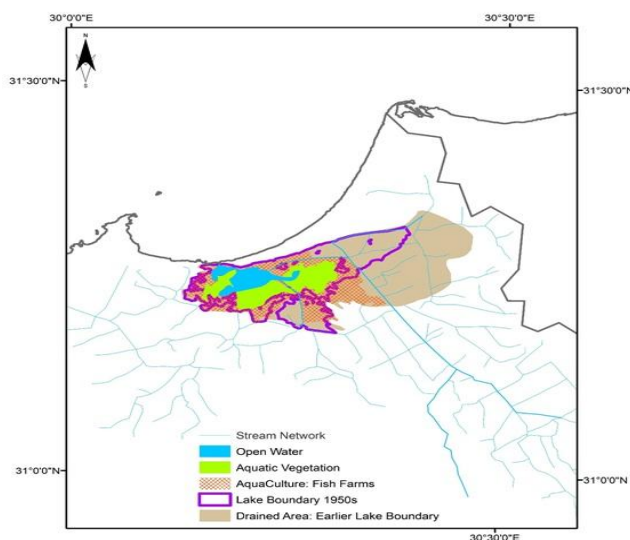 30°0'0"E
30°30'0"E
N
31°30'0"N
31°30'0"N
S
Stream Network
Open Water
Aquatic Vegetation
AquaCulture: Fish Farms
Lake Boundary 1950s
Drained Area: Earlier Lake Boundary
31°0'0"N
31°0'0"N
30°30'0"E